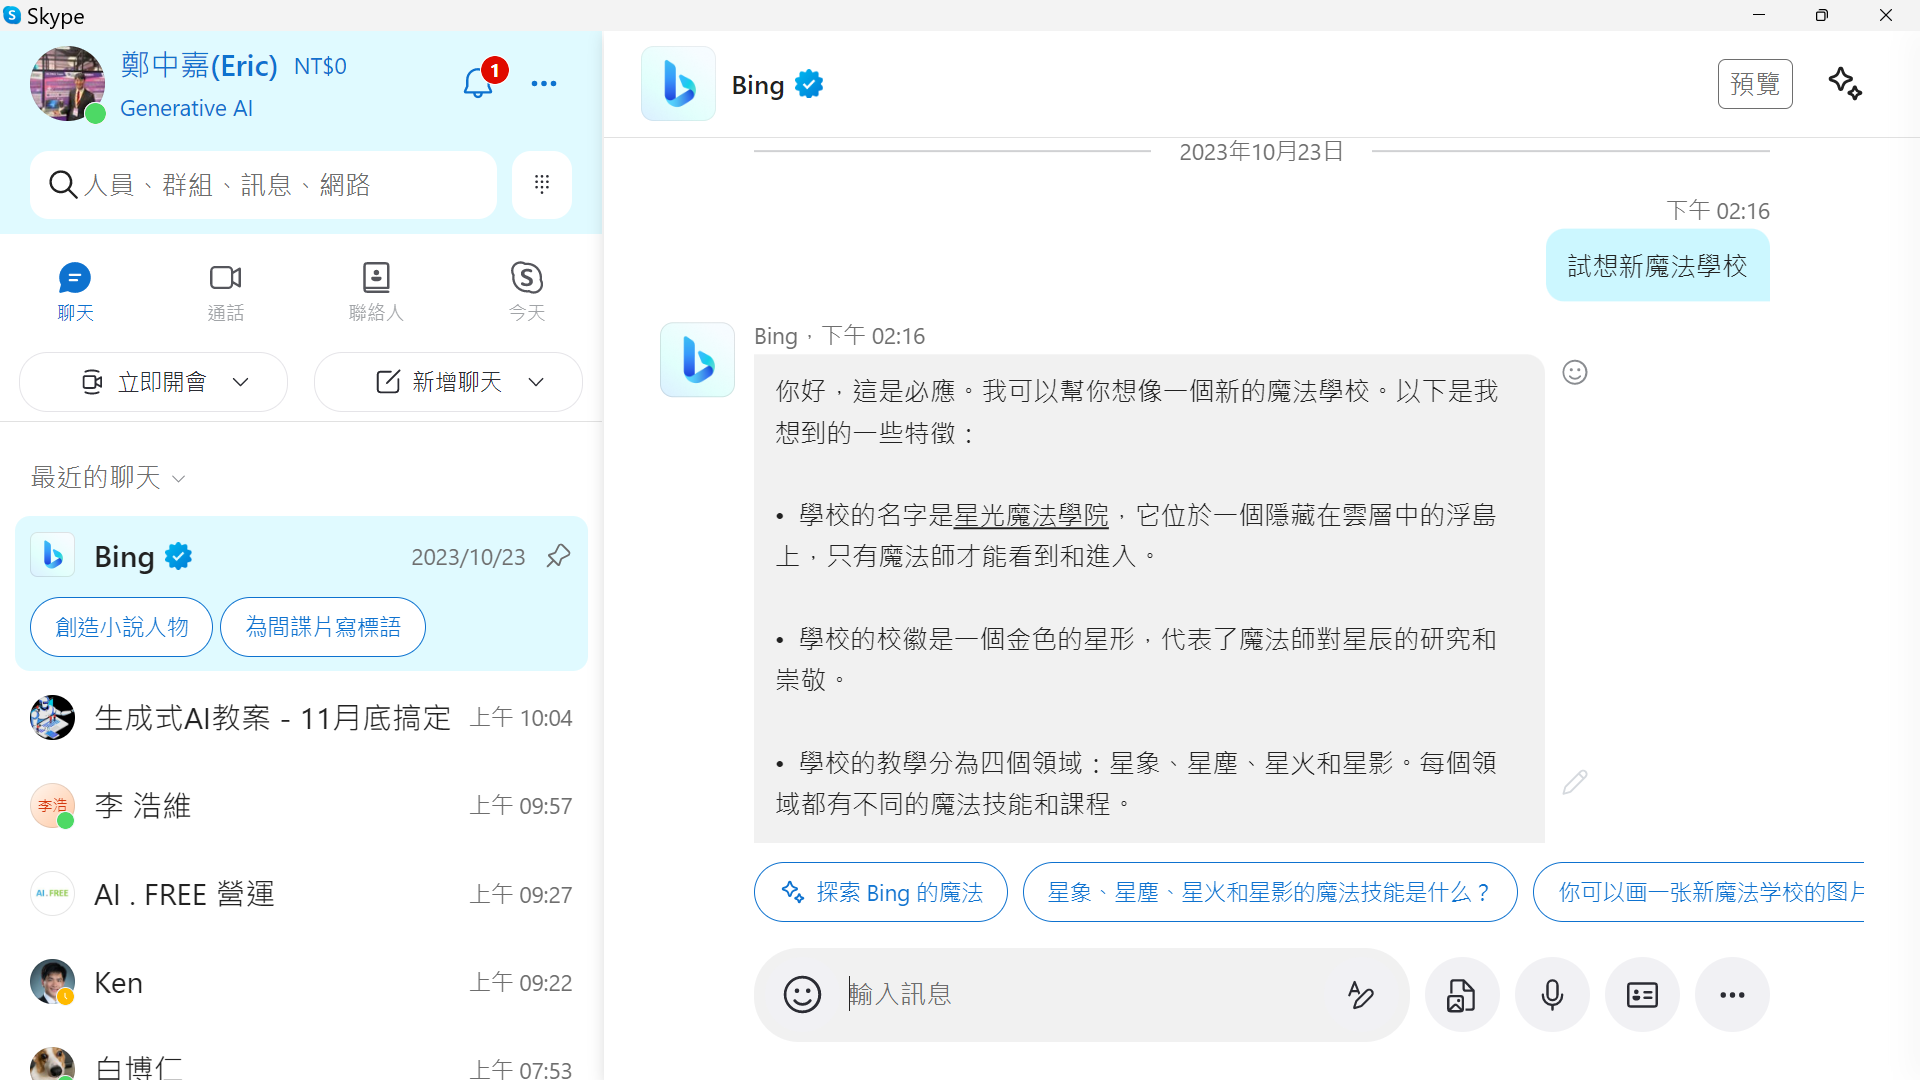 Skype
鄭中嘉(Eric) NT$0
1
Generative AI
人員、群組、訊息、網路
聊天
通話
聯絡人
今天
立即開會
新增聊天
最近的聊天
Bing 2023/10/23
創造小說人物
為間諜片寫標語
生成式AI教案 - 11月底搞定 上午 10:04
李浩
李 浩維 上午 09:57
AI . FREE
AI . FREE 營運 上午 09:27
Ken 上午 09:22
白博仁 上午 07:53
Bing
預覽
2023年10月23日
下午 02:16
試想新魔法學校
Bing，下午 02:16
你好，這是必應。我可以幫你想像一個新的魔法學校。以下是我
想到的一些特徵：
• 學校的名字是星光魔法學院，它位於一個隱藏在雲層中的浮島
上，只有魔法師才能看到和進入。
• 學校的校徽是一個金色的星形，代表了魔法師對星辰的研究和
崇敬。
• 學校的教學分為四個領域：星象、星塵、星火和星影。每個領
域都有不同的魔法技能和課程。
探索 Bing 的魔法
星象、星塵、星火和星影的魔法技能是什么？
你可以画一张新魔法学校的图片
輸入訊息